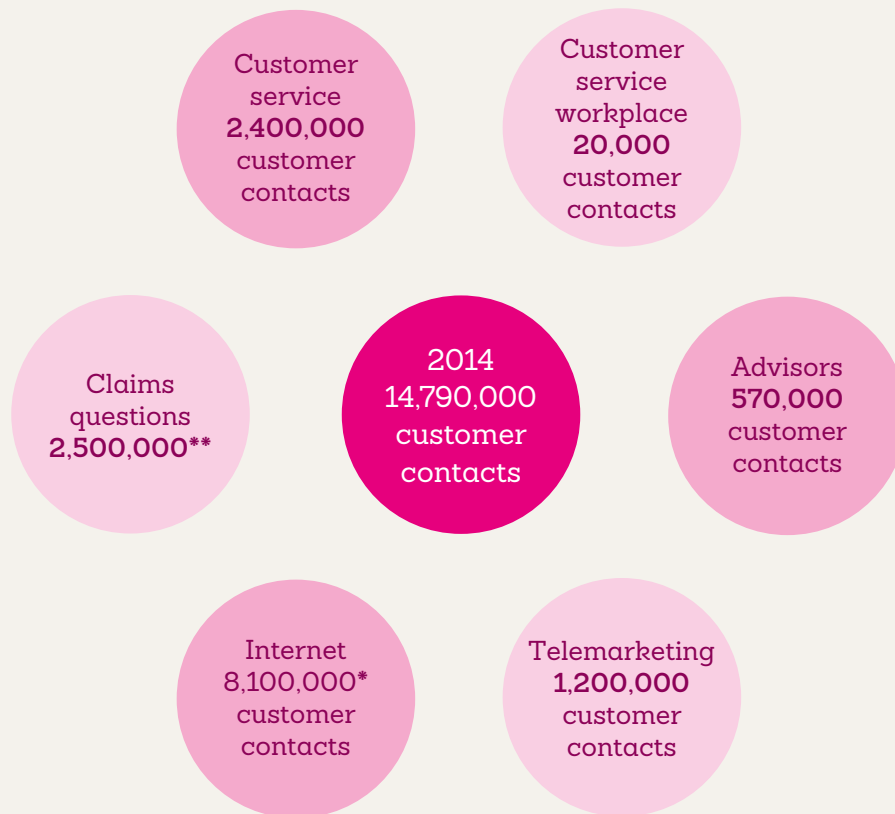 Customer
service
2,400,000
customer
contacts
Customer
service
workplace
20,000
customer
contacts
Claims
questions
2,500,000**
2014
14,790,000
customer
contacts
Advisors
570,000
customer
contacts
Internet
8,100,000*
customer
contacts
Telemarketing
1,200,000
customer
contacts